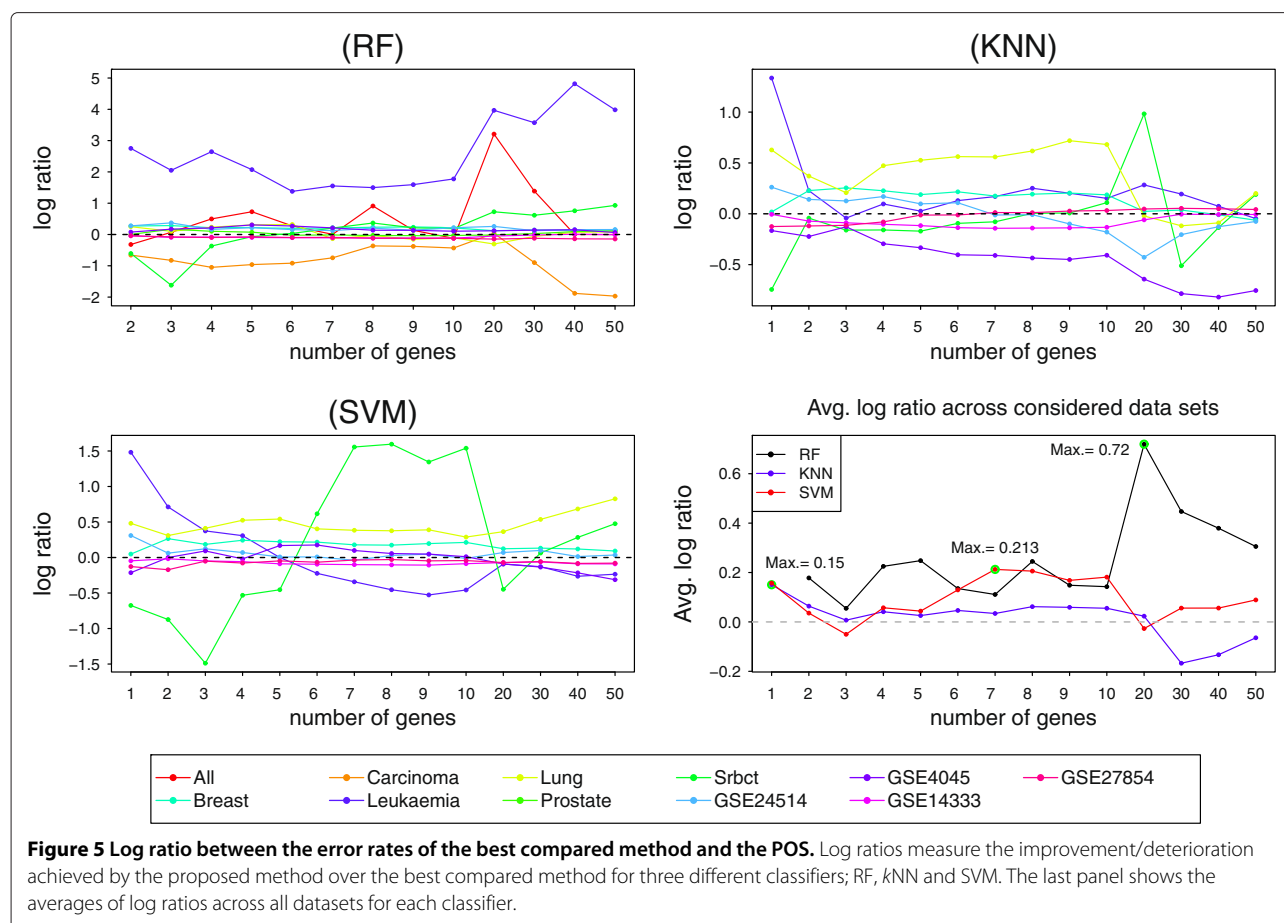 (RF)
log ratio
5
4
3
2
1
0
−1
−2
2 3 4 5 6 7 8 9 10 20 30 40 50
number of genes
(KNN)
log ratio
1.0
0.5
0.0
−0.5
1 2 3 4 5 6 7 8 9 10 20 30 40 50
number of genes
(SVM)
log ratio
1.5
1.0
0.5
0.0
−0.5
−1.0
−1.5
1 2 3 4 5 6 7 8 9 10 20 30 40 50
number of genes
Avg. log ratio across considered data sets
Avg. log ratio
0.6
0.4
0.2
0.0
−0.2
RF
KNN
SVM
Max.= 0.15
Max.= 0.213
Max.= 0.72
1 2 3 4 5 6 7 8 9 10 20 30 40 50
number of genes
All Carcinoma Lung Srbct GSE4045 GSE27854
Breast Leukaemia Prostate GSE24514 GSE14333
Figure 5 Log ratio between the error rates of the best compared method and the POS. Log ratios measure the improvement/deterioration
achieved by the proposed method over the best compared method for three different classifiers; RF, kNN and SVM. The last panel shows the
averages of log ratios across all datasets for each classifier.